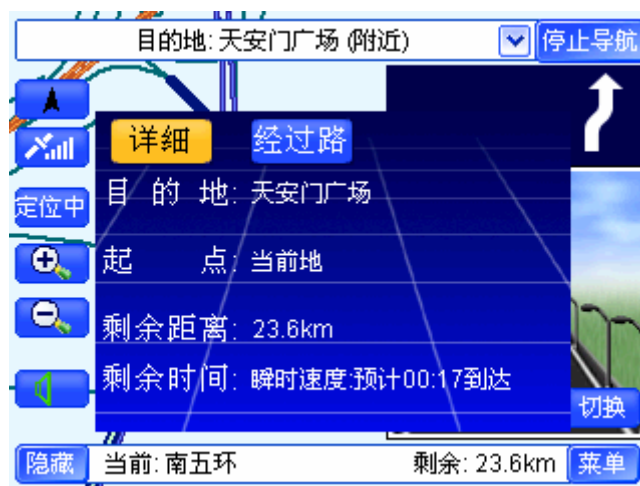 目的地: 天安门广场 (附近)
停止导航
详细
经过路
定位中
目 的 地: 天安门广场
起 点: 当前地
剩余距离: 23.6km
剩余时间: 瞬时速度:预计00:17到达
切换
隐藏
当前: 南五环
剩余: 23.6km
菜单